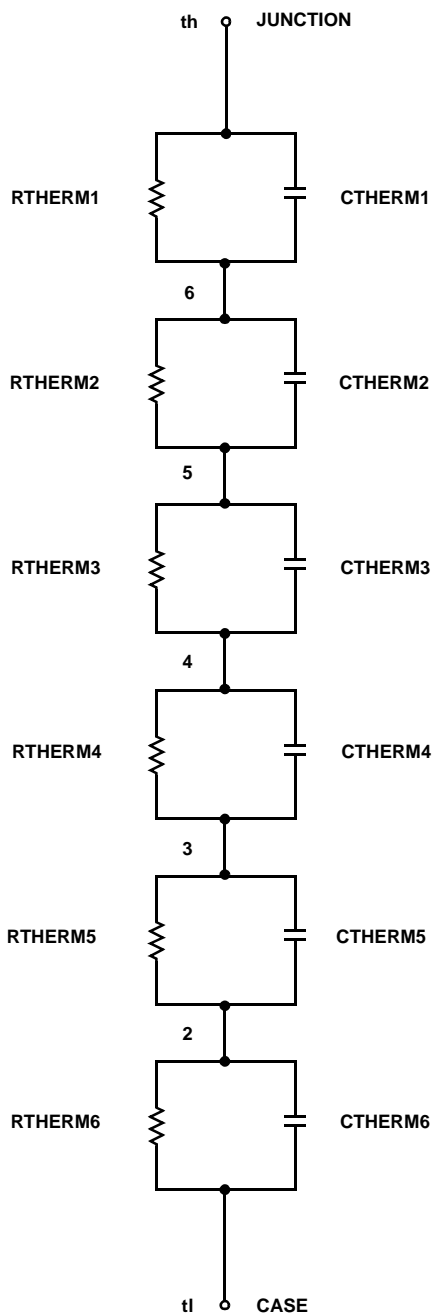 th JUNCTION
RTHERM1 CTHERM1
6
RTHERM2 CTHERM2
5
RTHERM3 CTHERM3
4
RTHERM4 CTHERM4
3
RTHERM5 CTHERM5
2
RTHERM6 CTHERM6
tl CASE